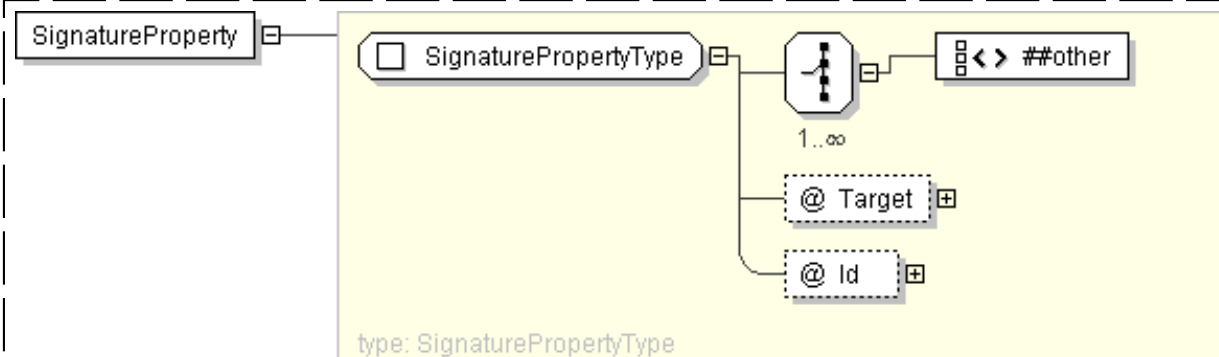 SignatureProperty
SignaturePropertyType
##other
1..∞
@ Target
@ Id
type: SignaturePropertyType